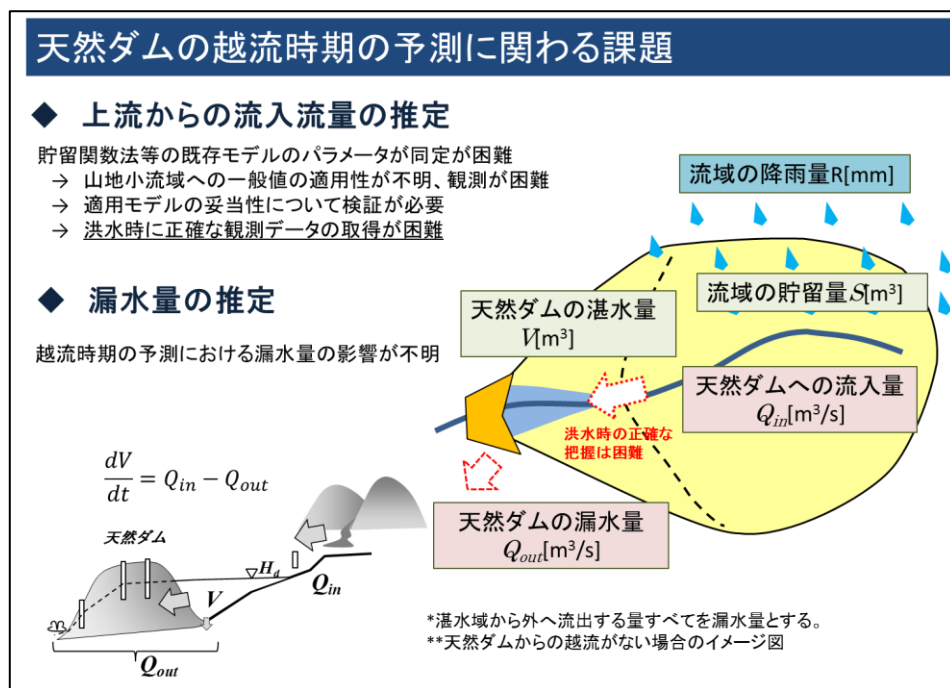 天然ダムの越流時期の予測に関わる課題
◆ 上流からの流入流量の推定
貯留関数法等の既存モデルのパラメータが同定が困難
→ 山地小流域への一般値の適用性が不明、観測が困難
→ 適用モデルの妥当性について検証が必要
→ 洪水時に正確な観測データの取得が困難
◆ 漏水量の推定
越流時期の予測における漏水量の影響が不明
流域の降雨量R[mm]
流域の貯留量S[m³]
天然ダムの湛水量
V[m³]
天然ダムへの流入量
Q_in[m³/s]
洪水時の正確な
把握は困難
天然ダムの漏水量
Q_out[m³/s]
dV/dt = Q_in − Q_out
天然ダム
H_d
Q_in
V
Q_out
*湛水域から外へ流出する量すべてを漏水量とする。
**天然ダムからの越流がない場合のイメージ図